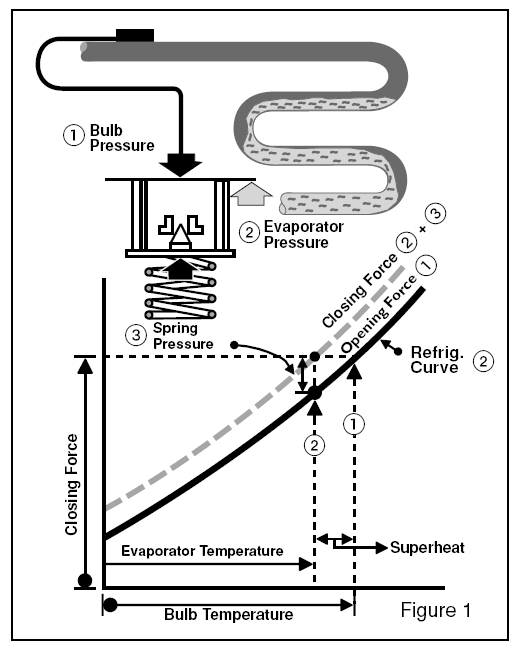 1 Bulb
Pressure
2 Evaporator
Pressure
3 Spring
Pressure
Closing Force 2 + 3
Opening Force 1
Refrig.
Curve 2
Closing Force
2
1
Evaporator Temperature
Superheat
Bulb Temperature
Figure 1